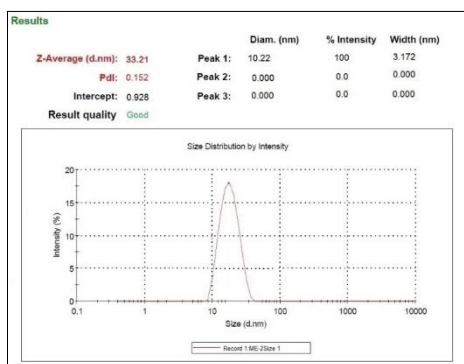 Results
Diam. (nm) % Intensity Width (nm)
Z-Average (d.nm): 33.21 Peak 1: 10.22 100 3.172
PdI: 0.152 Peak 2: 0.000 0.0 0.000
Intercept: 0.928 Peak 3: 0.000 0.0 0.000
Result quality Good
Size Distribution by Intensity
Intensity (%)
20
15
10
5
0
0.1 1 10 100 1000 10000
Size (d.nm)
Record 1:ME-2Size 1